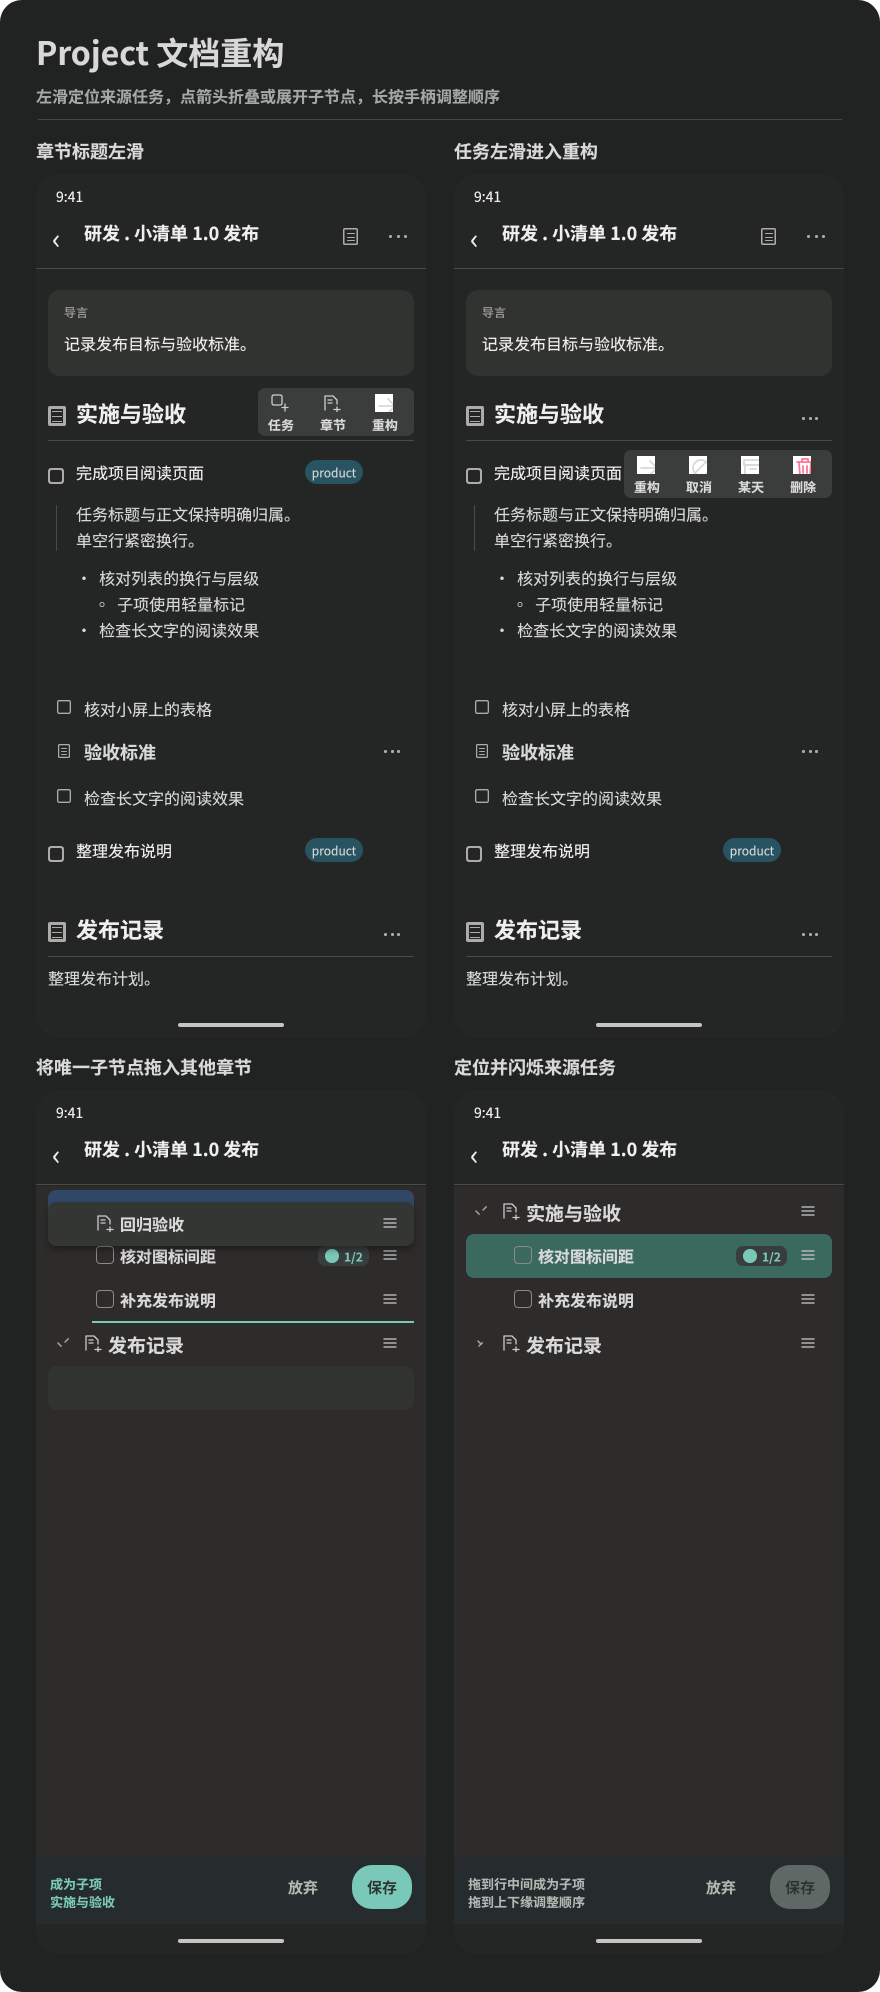 Project 文档重构
左滑定位来源任务，点箭头折叠或展开子节点，长按手柄调整顺序
章节标题左滑
9:41
研发 . 小清单 1.0 发布
导言
记录发布目标与验收标准。
实施与验收
任务 章节 重构
完成项目阅读页面 product
任务标题与正文保持明确归属。
单空行紧密换行。
• 核对列表的换行与层级
◦ 子项使用轻量标记
• 检查长文字的阅读效果
核对小屏上的表格
验收标准
检查长文字的阅读效果
整理发布说明 product
发布记录
整理发布计划。
任务左滑进入重构
9:41
研发 . 小清单 1.0 发布
导言
记录发布目标与验收标准。
实施与验收
完成项目阅读页面
重构 取消 某天 删除
任务标题与正文保持明确归属。
单空行紧密换行。
• 核对列表的换行与层级
◦ 子项使用轻量标记
• 检查长文字的阅读效果
核对小屏上的表格
验收标准
检查长文字的阅读效果
整理发布说明 product
发布记录
整理发布计划。
将唯一子节点拖入其他章节
9:41
研发 . 小清单 1.0 发布
回归验收
核对图标间距 1/2
补充发布说明
发布记录
成为子项
实施与验收
放弃 保存
定位并闪烁来源任务
9:41
研发 . 小清单 1.0 发布
实施与验收
核对图标间距 1/2
补充发布说明
发布记录
拖到行中间成为子项
拖到上下缘调整顺序
放弃 保存